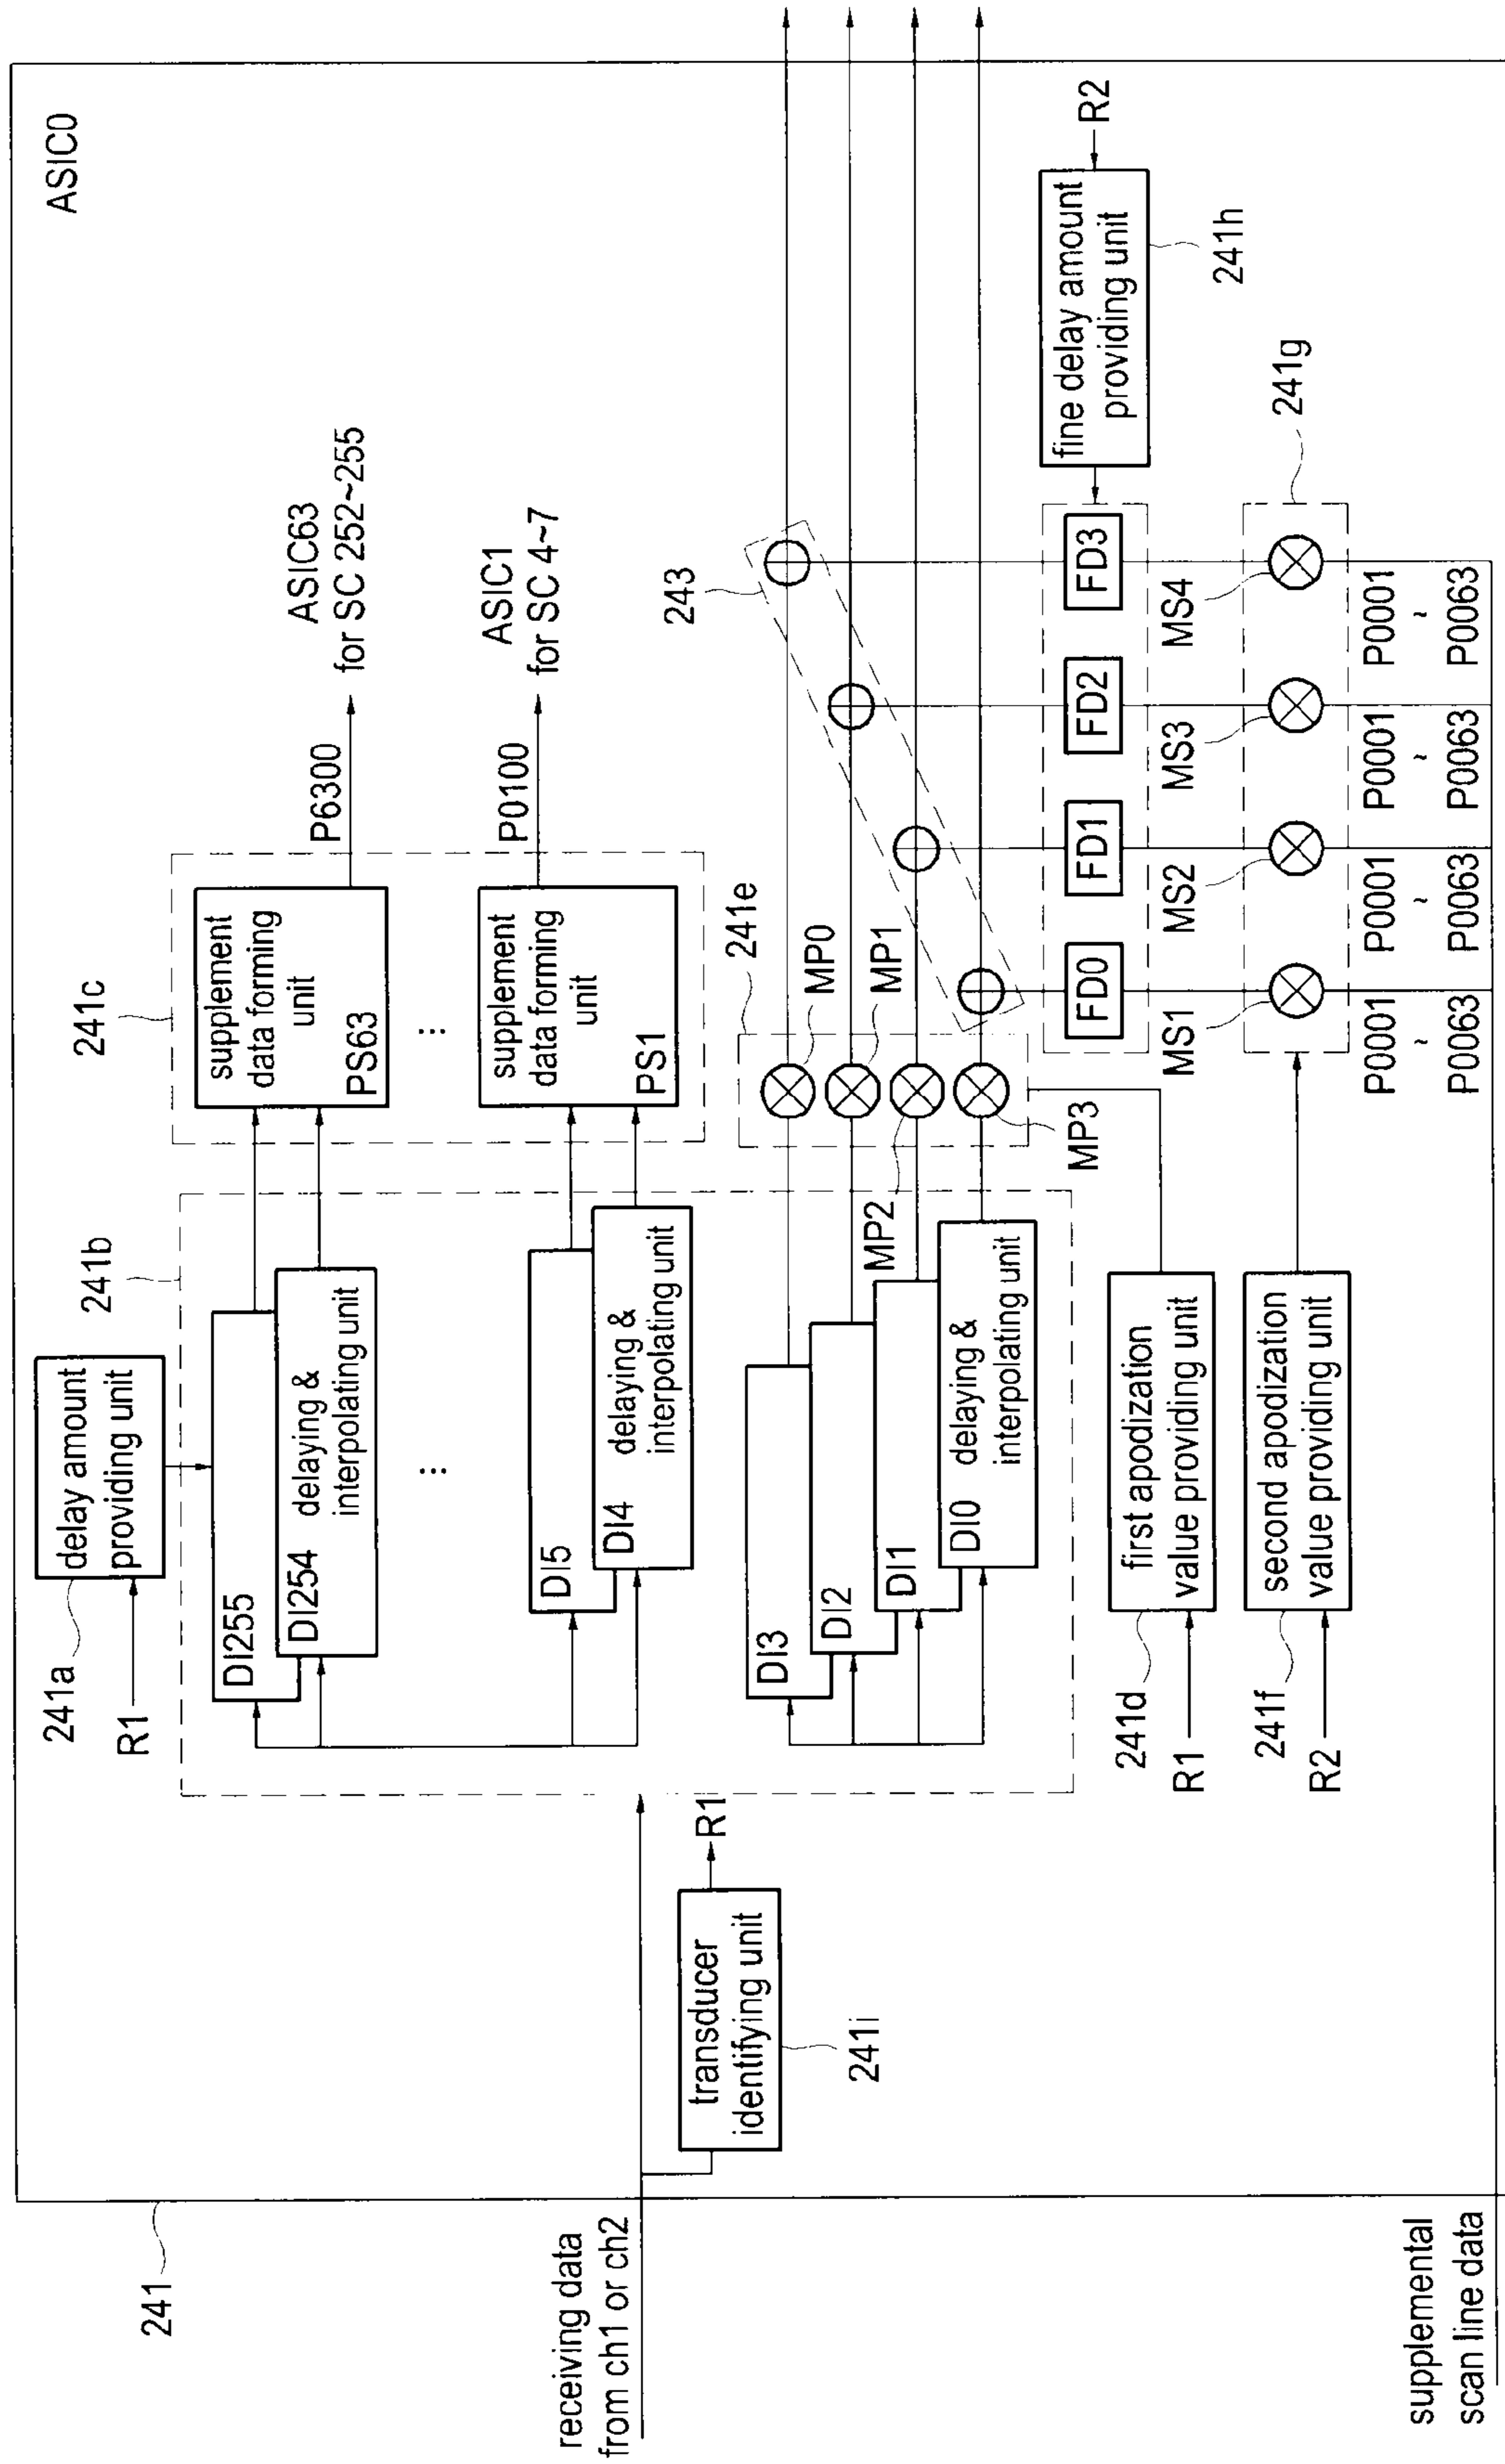 ASIC0
241
241a
R1
delay amount
providing unit
241b
DI255
DI254
delaying &
interpolating unit
⋮
DI5
DI4
delaying &
interpolating unit
241c
supplement
data forming
unit
PS63
⋮
supplement
data forming
unit
PS1
P6300
ASIC63
for SC 252~255
P0100
ASIC1
for SC 4~7
receiving data
from ch1 or ch2
transducer
identifying unit
R1
241i
DI3
DI2
DI1
DI0
delaying &
interpolating unit
241e
MP0
MP1
MP2
MP3
243
241d
R1
first apodization
value providing unit
241f
R2
second apodization
value providing unit
FD0
FD1
FD2
FD3
fine delay amount
providing unit
R2
241h
MS1
MS2
MS3
MS4
241g
P0001
~
P0063
P0001
~
P0063
P0001
~
P0063
P0001
~
P0063
supplemental
scan line data